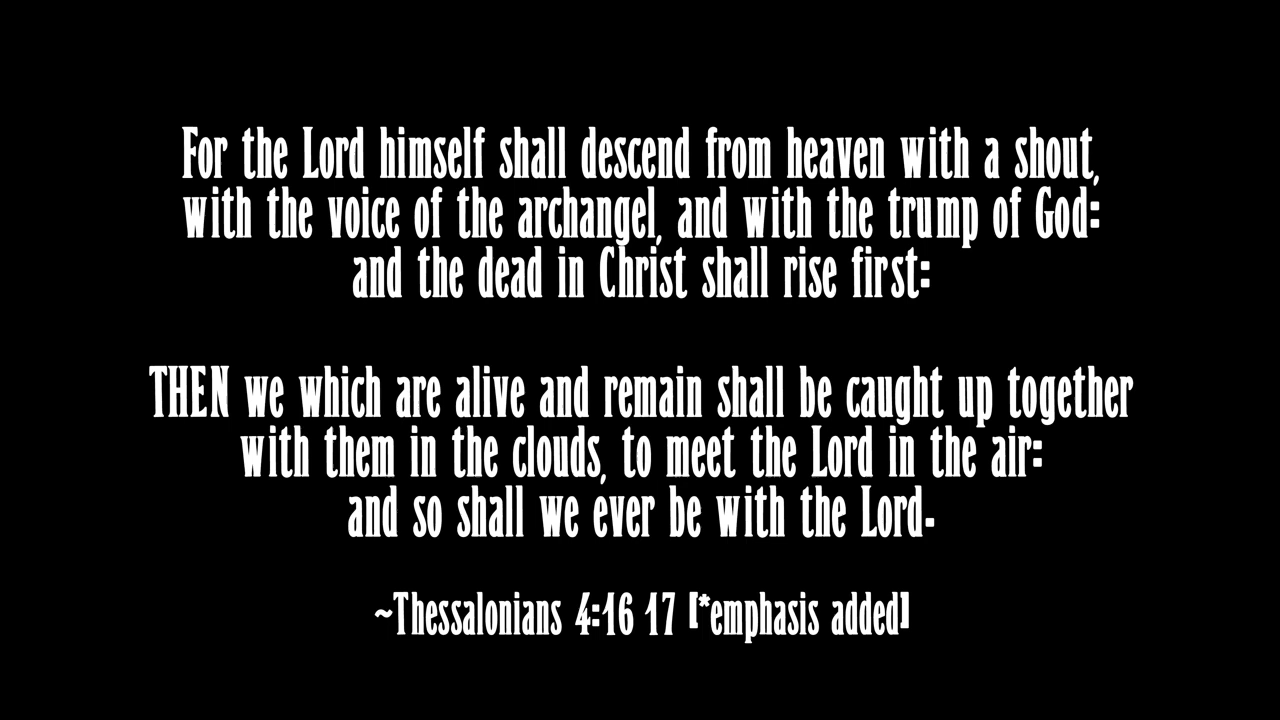 For the Lord himself shall descend from heaven with a shout,
with the voice of the archangel, and with the trump of God:
and the dead in Christ shall rise first:
THEN we which are alive and remain shall be caught up together
with them in the clouds, to meet the Lord in the air:
and so shall we ever be with the Lord.
~Thessalonians 4:16 17 [*emphasis added]